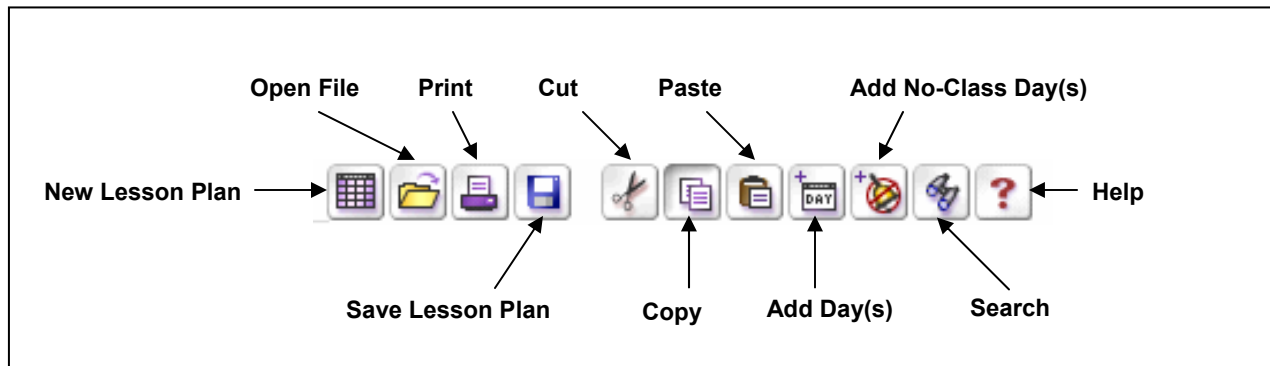 Open File Print Cut Paste Add No-Class Day(s)
New Lesson Plan DAY ? Help
Save Lesson Plan Copy Add Day(s) Search